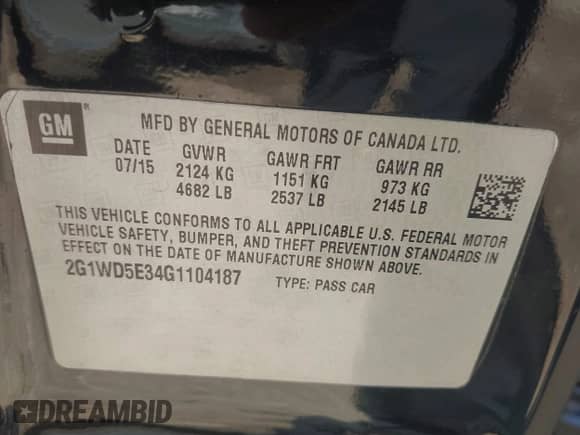 GM ®
MFD BY GENERAL MOTORS OF CANADA LTD.
DATE GVWR GAWR FRT GAWR RR
07/15 2124 KG 1151 KG 973 KG
4682 LB 2537 LB 2145 LB
THIS VEHICLE CONFORMS TO ALL APPLICABLE U.S. FEDERAL MOTOR
VEHICLE SAFETY, BUMPER, AND THEFT PREVENTION STANDARDS IN
EFFECT ON THE DATE OF MANUFACTURE SHOWN ABOVE.
2G1WD5E34G1104187 TYPE: PASS CAR
DREAMBID